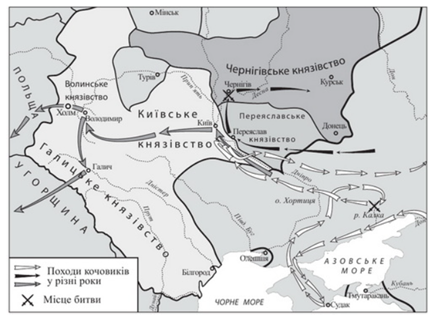 Мінськ
Чернігівське князівство
Турів
Прип'ять
Чернігів
Десна
Курськ
Дон
ПОЛЬЩА
Волинське
князівство
Холм
Володимир
Київське
князівство
Київ
Переяславське
князівство
Переяслав
Донець
Галицьке князівство
Галич
УГОРЩИНА
Дністер
Прут
Пвд. Буг
Дніпро
о. Хортиця
р. Калка
Білгород
Олешшя
АЗОВСЬКЕ
МОРЕ
ЧОРНЕ МОРЕ
Судак
Тмутаракань
Кубань
Походи кочовиків
у різні роки
Місце битви